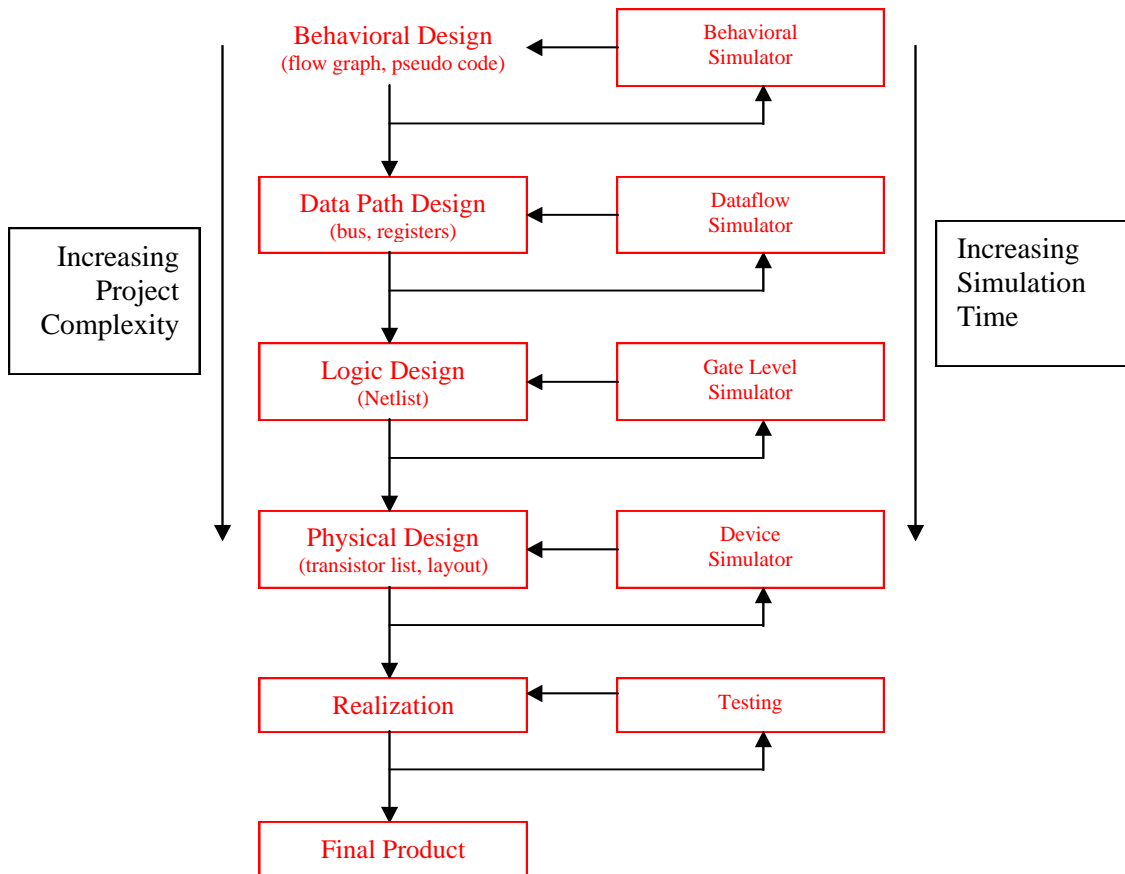 Behavioral Design
(flow graph, pseudo code)
Behavioral
Simulator
Data Path Design
(bus, registers)
Dataflow
Simulator
Increasing
Project
Complexity
Increasing
Simulation
Time
Logic Design
(Netlist)
Gate Level
Simulator
Physical Design
(transistor list, layout)
Device
Simulator
Realization
Testing
Final Product